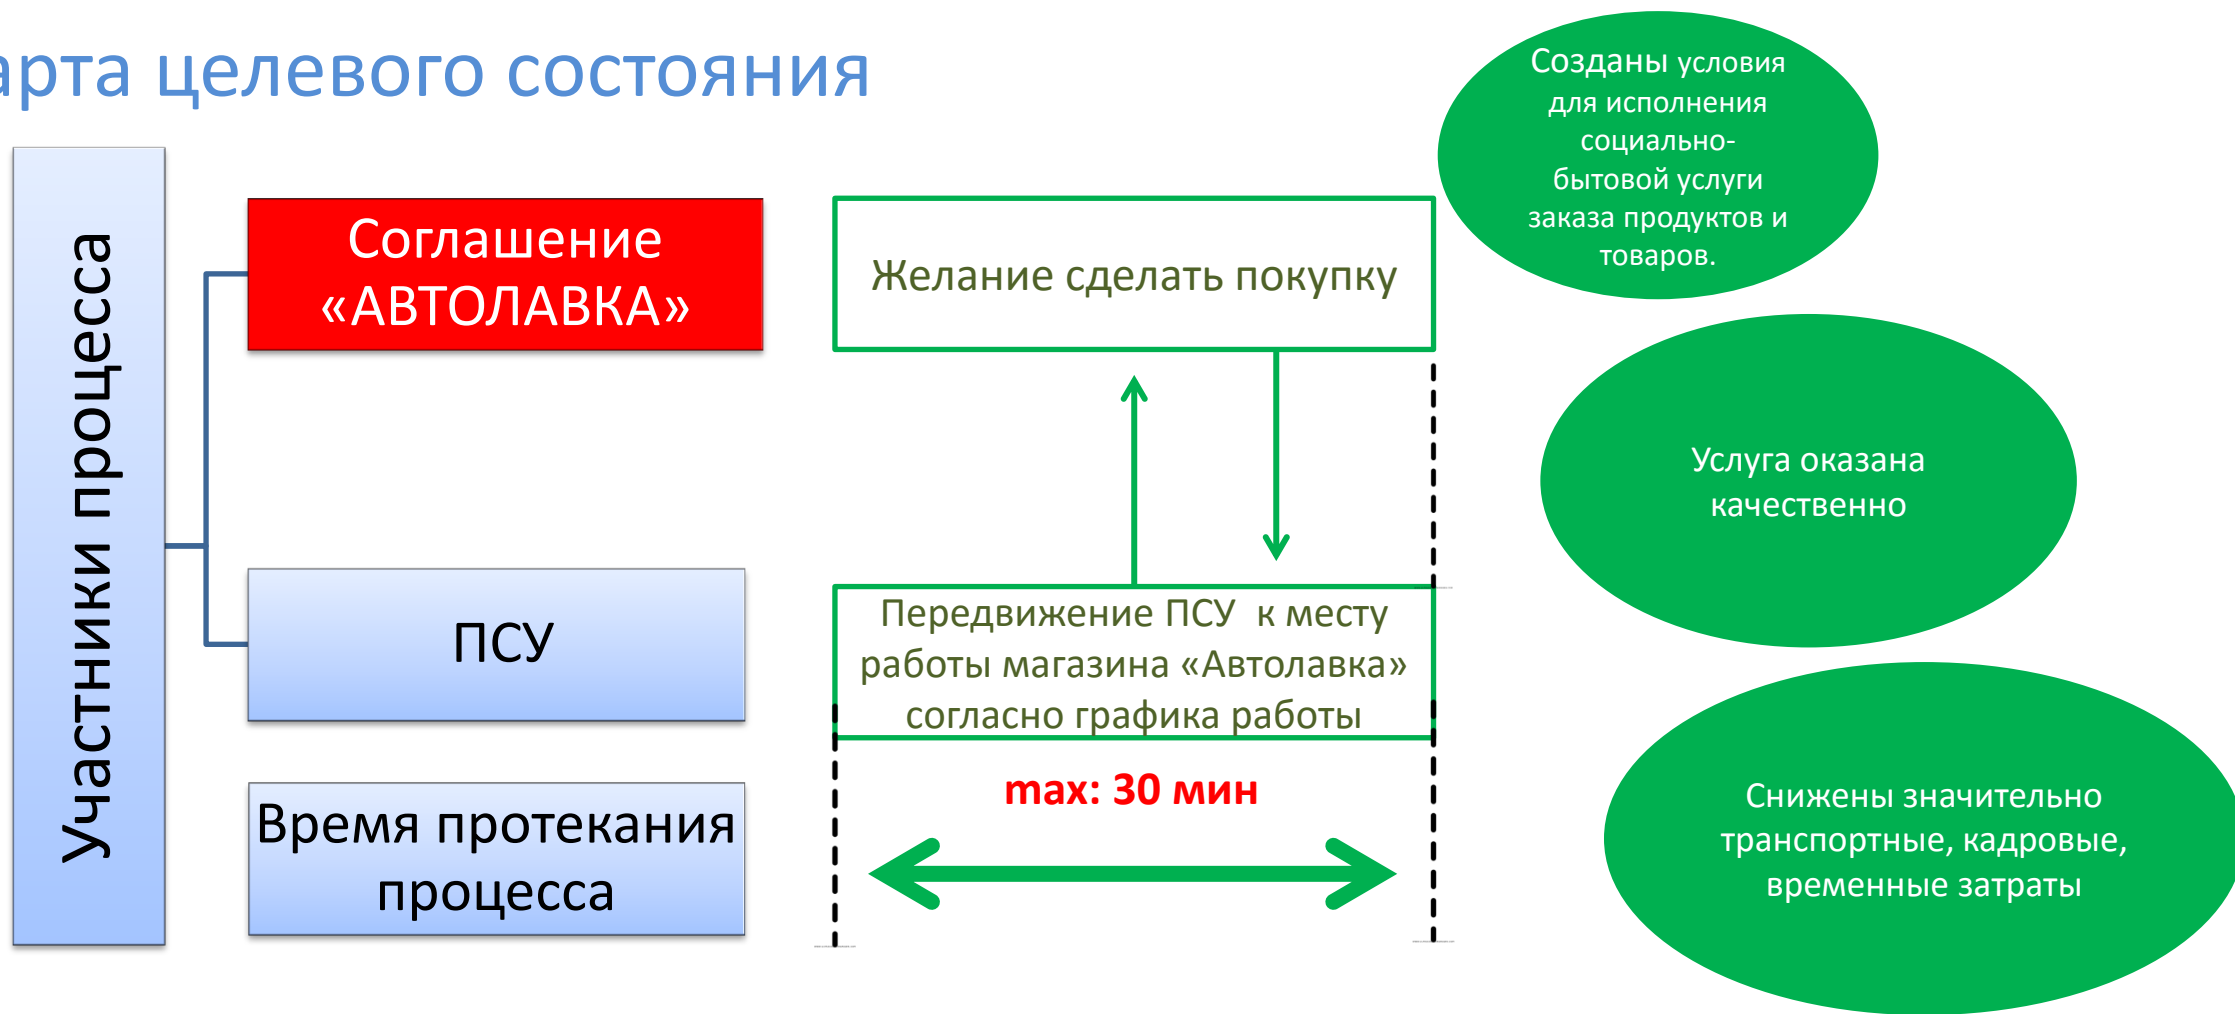 арта целевого состояния
Участники процесса
Соглашение
«АВТОЛАВКА»
ПСУ
Время протекания
процесса
Желание сделать покупку
Передвижение ПСУ к месту
работы магазина «Автолавка»
согласно графика работы
max: 30 мин
Созданы условия
для исполнения
социально-
бытовой услуги
заказа продуктов и
товаров.
Услуга оказана
качественно
Снижены значительно
транспортные, кадровые,
временные затраты